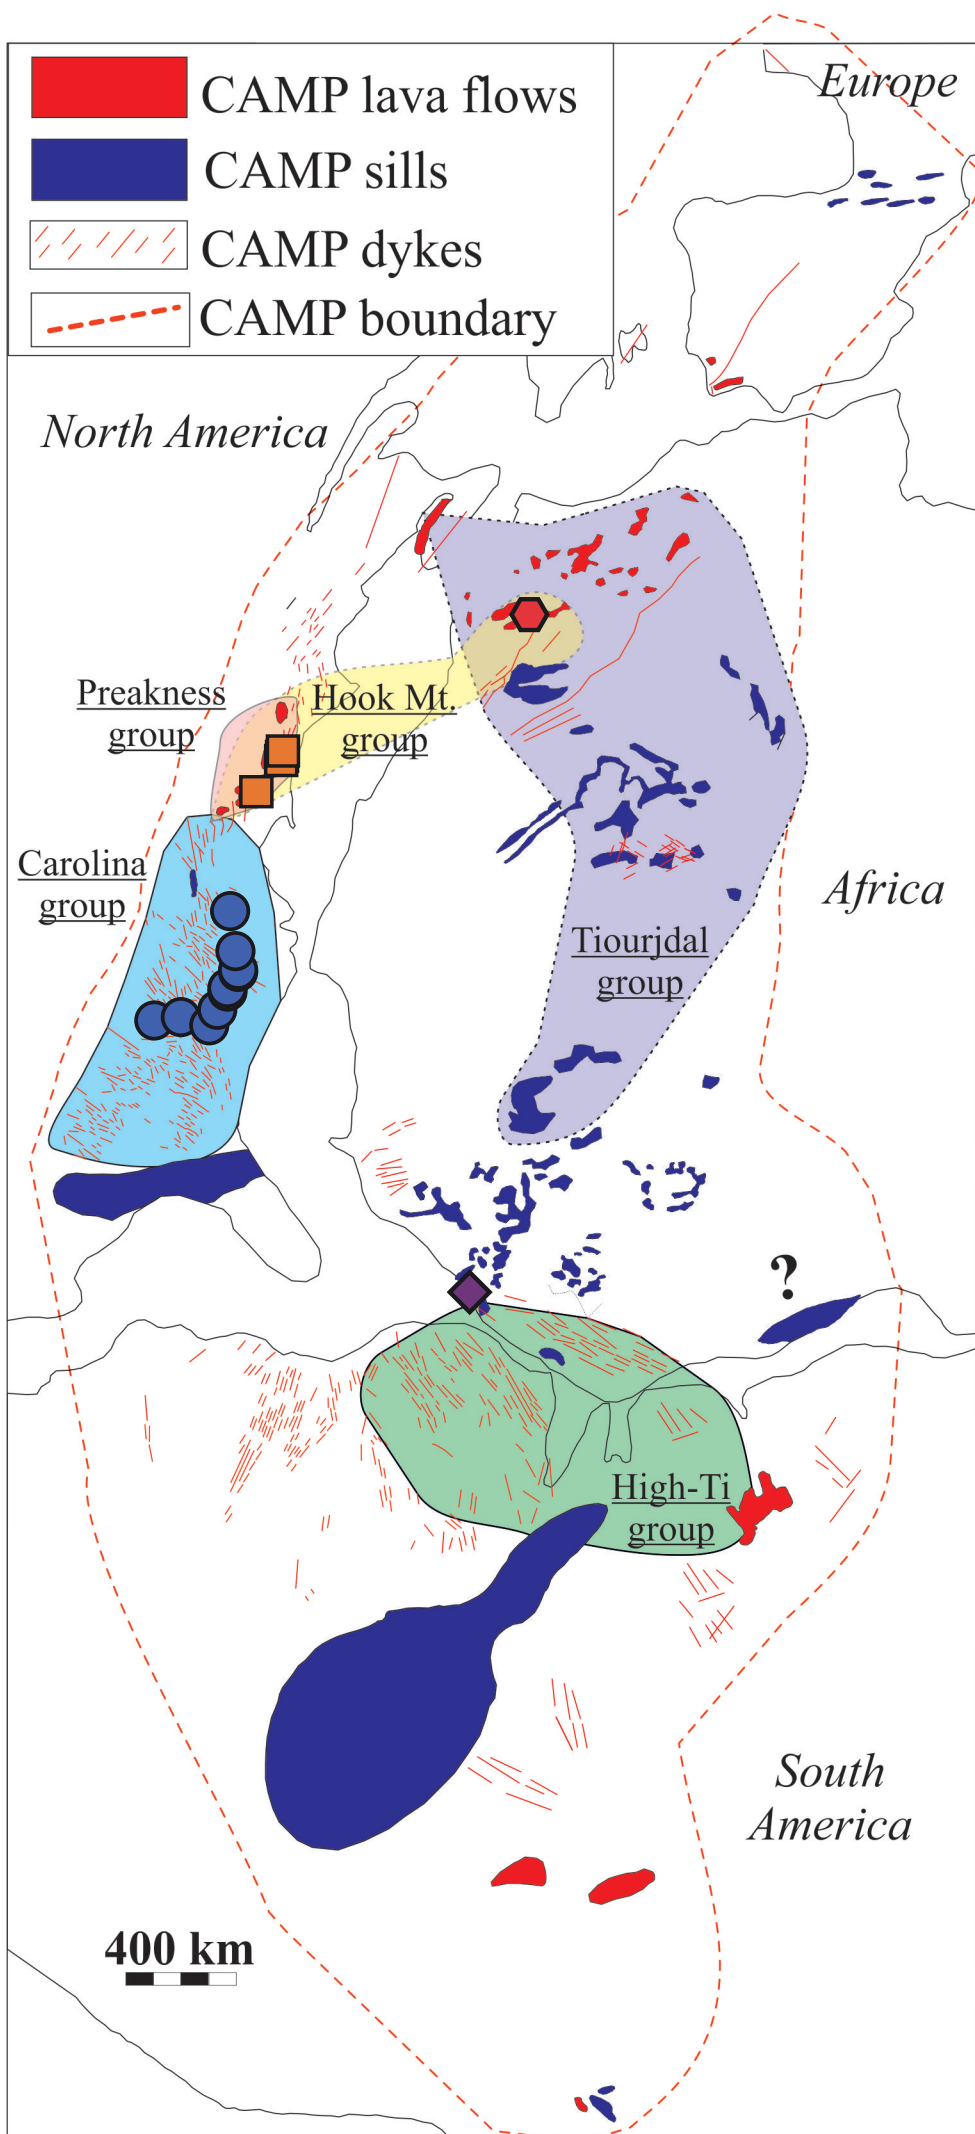 CAMP lava flows
CAMP sills
CAMP dykes
CAMP boundary
Europe
North America
Preakness
group
Hook Mt.
group
Carolina
group
Africa
Tiourjdal
group
?
High-Ti
group
South
America
400 km